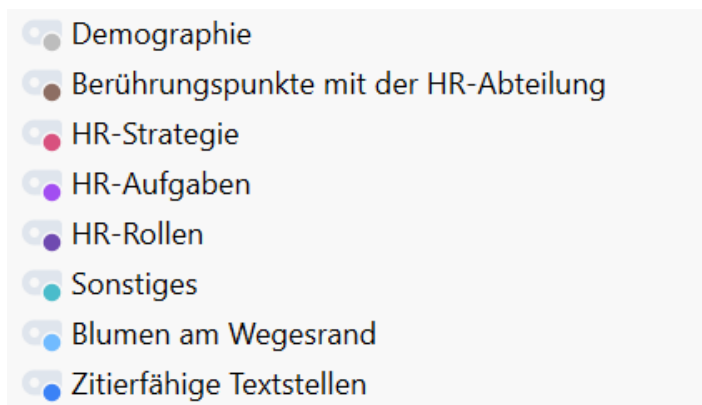 Demographie
Berührungspunkte mit der HR-Abteilung
HR-Strategie
HR-Aufgaben
HR-Rollen
Sonstiges
Blumen am Wegesrand
Zitierfähige Textstellen